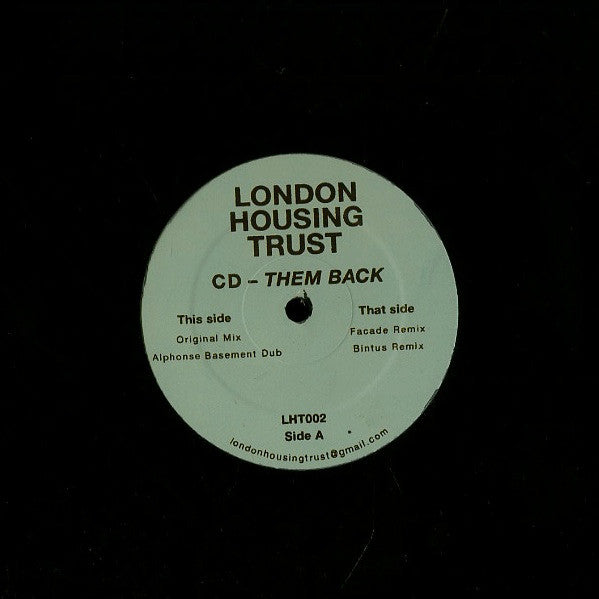 LONDON
HOUSING
TRUST
CD – THEM BACK
This side
Original Mix
Alphonse Basement Dub
That side
Facade Remix
Bintus Remix
LHT002
Side A
londonhousingtrust@gmail.com